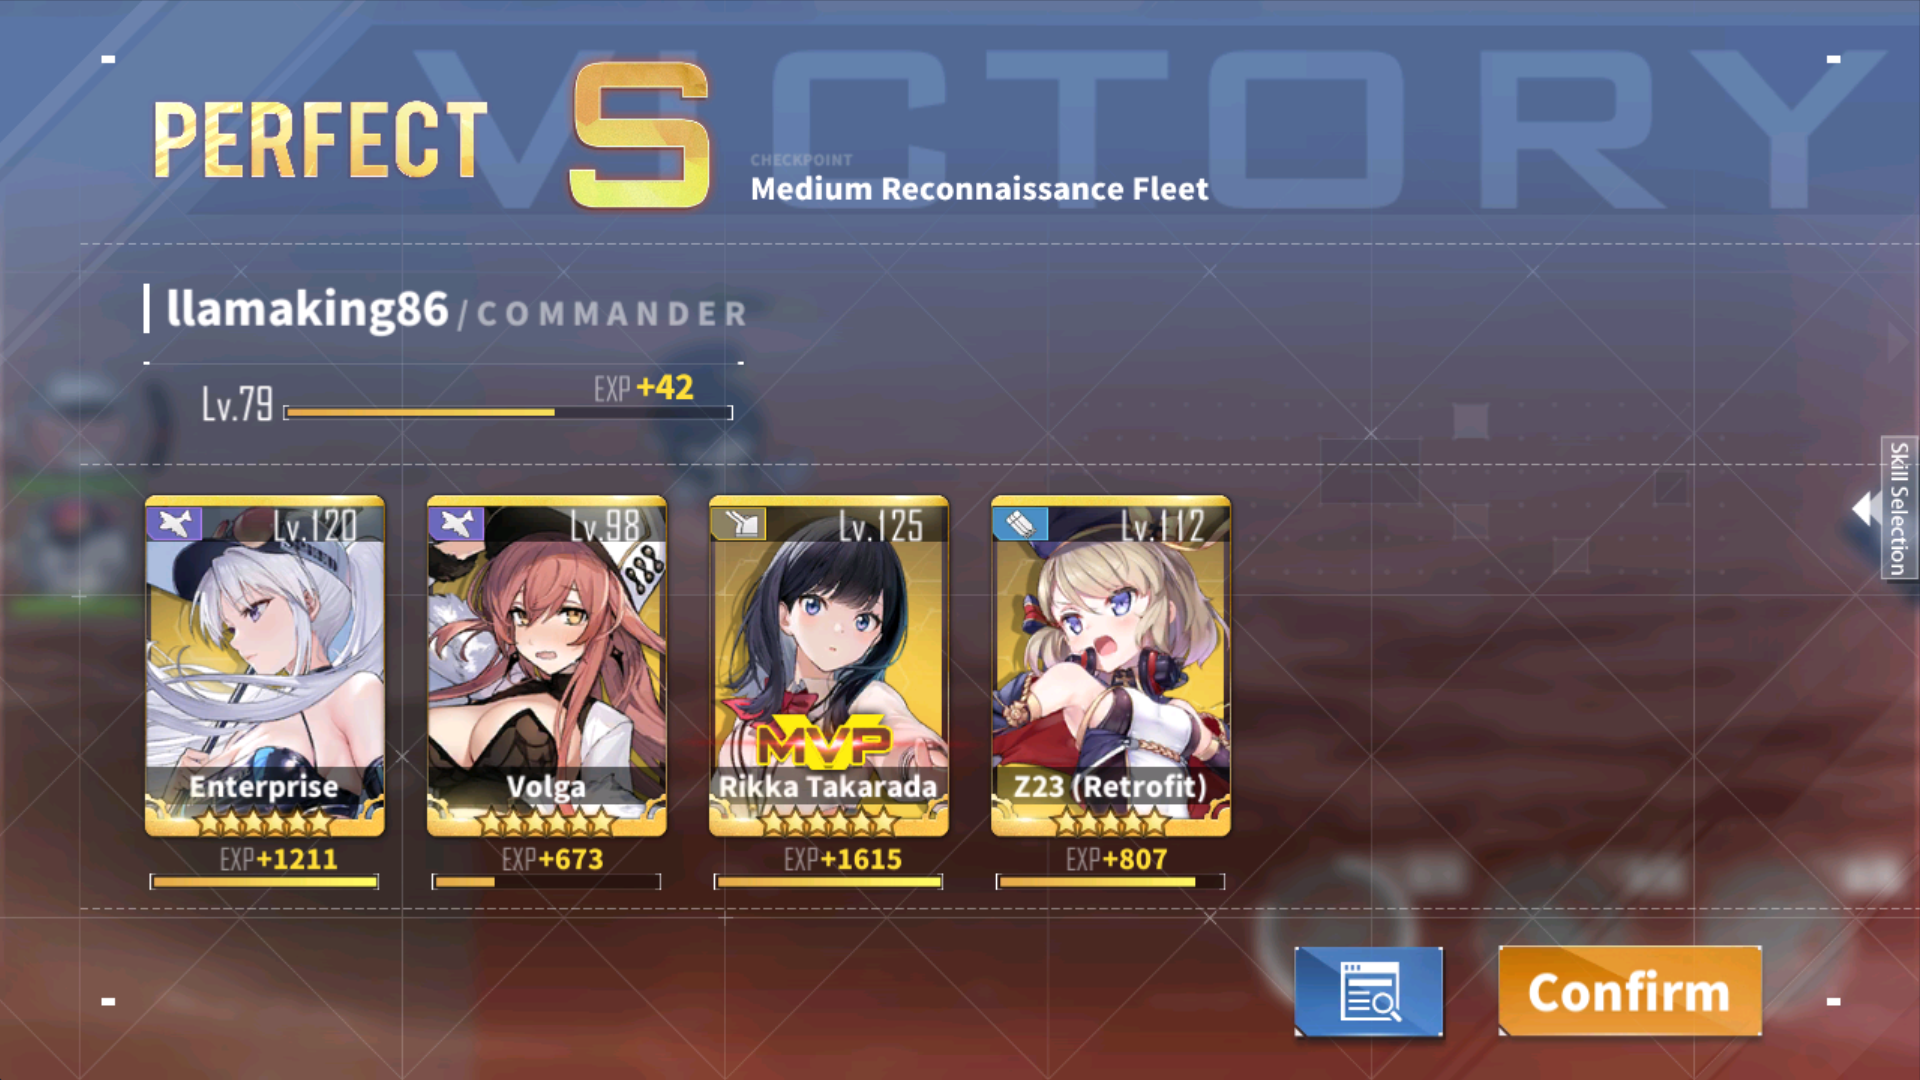 VICTORY
PERFECT S
CHECKPOINT
Medium Reconnaissance Fleet
llamaking86 / COMMANDER
Lv.79 EXP +42
Skill Selection
Lv.120 Lv.98 Lv.125 Lv.112
MVP
Enterprise Volga Rikka Takarada Z23 (Retrofit)
EXP+1211 EXP+673 EXP+1615 EXP+807
Confirm